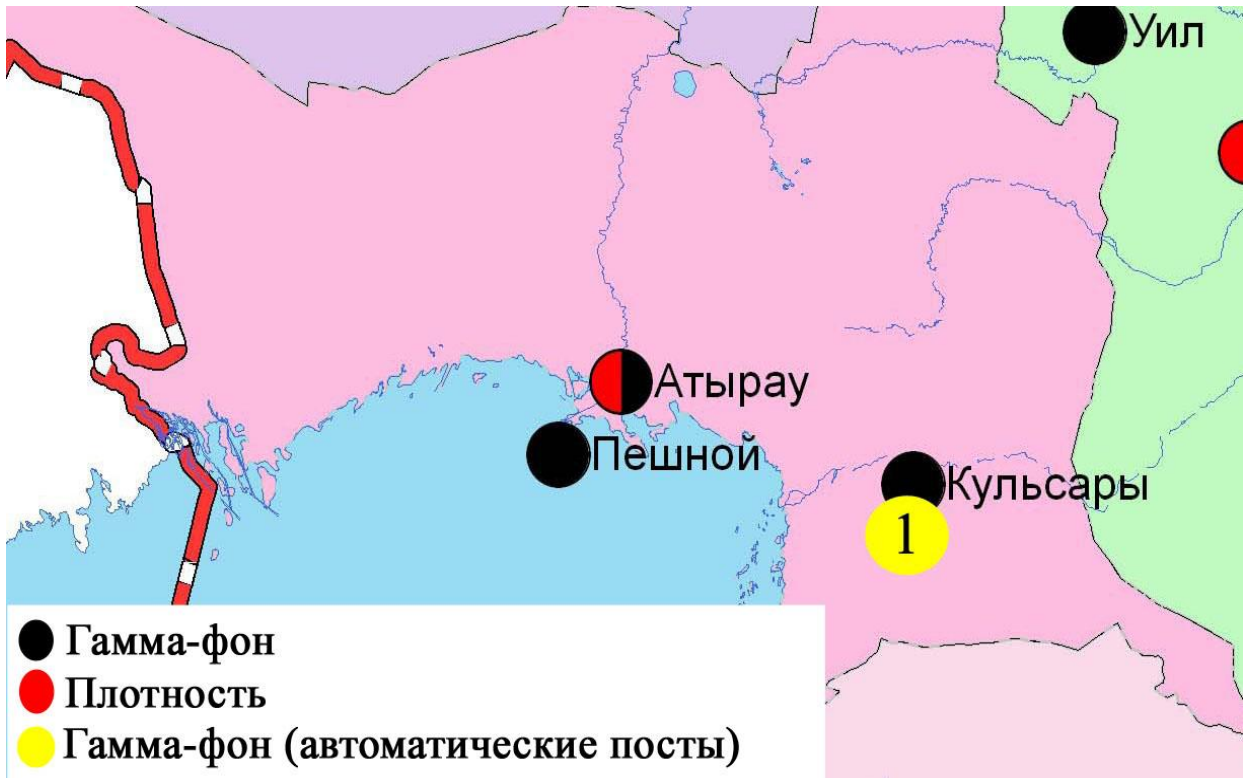 Уил
Атырау
Пешной
Кульсары
1
Гамма-фон
Плотность
Гамма-фон (автоматические посты)